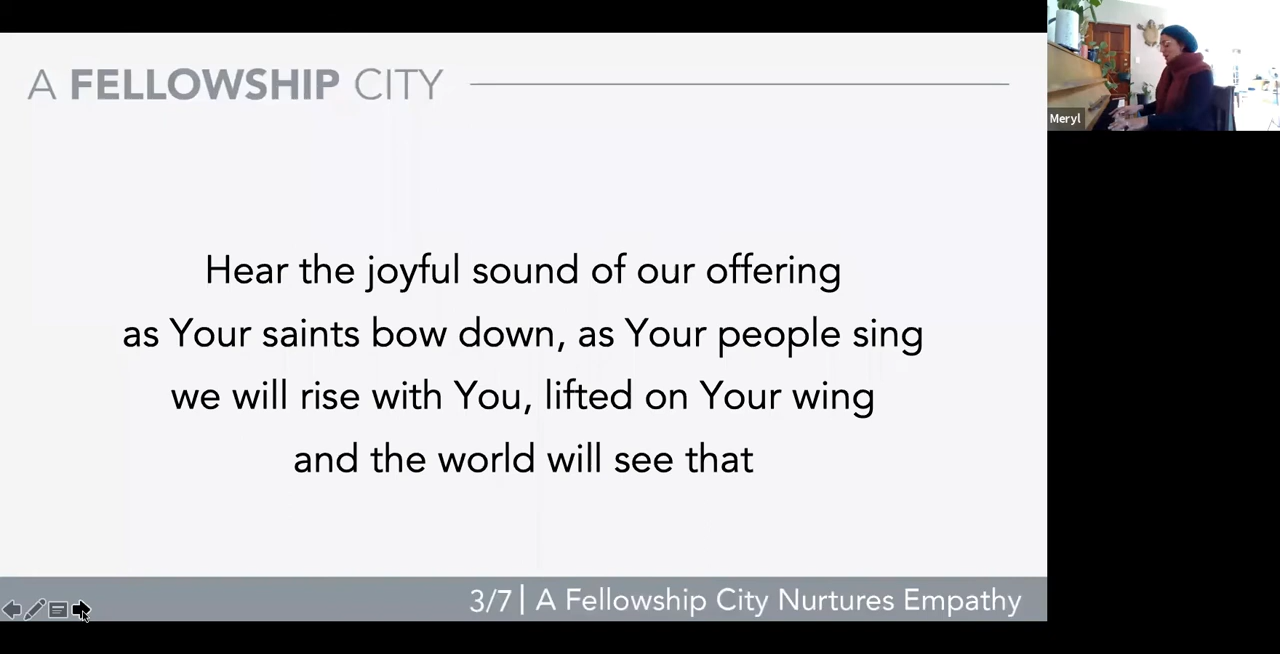 A FELLOWSHIP CITY
Meryl
Hear the joyful sound of our offering
as Your saints bow down, as Your people sing
we will rise with You, lifted on Your wing
and the world will see that
3/7 | A Fellowship City Nurtures Empathy